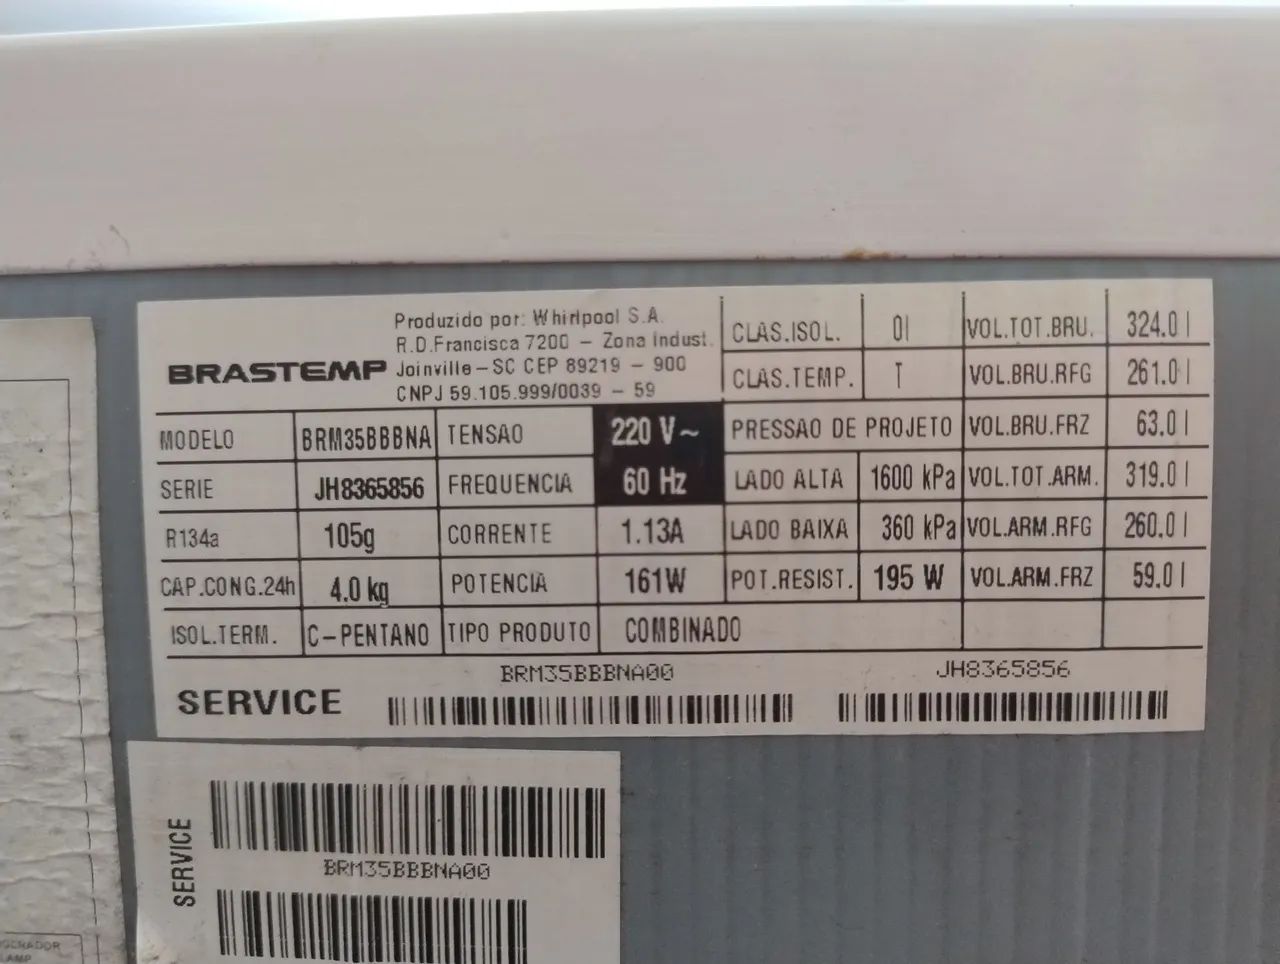 Produzido por: Whirlpool S.A.
R.D.Francisca 7200 - Zona Indust.
Joinville-SC CEP 89219 - 900
CNPJ 59.105.999/0039 - 59
BRASTEMP
CLAS.ISOL. 01 VOL.TOT.BRU. 324.0 l
CLAS.TEMP. T VOL.BRU.RFG 261.0 l
MODELO BRM35BBBNA TENSAO 220 V~ PRESSAO DE PROJETO VOL.BRU.FRZ 63.0 l
SERIE JH8365856 FREQUENCIA 60 Hz LADO ALTA 1600 kPa VOL.TOT.ARM. 319.0 l
R134a 105g CORRENTE 1.13A LADO BAIXA 360 kPa VOL.ARM.RFG 260.0 l
CAP.CONG.24h 4.0 kg POTENCIA 161W POT.RESIST. 195 W VOL.ARM.FRZ 59.0 l
ISOL.TERM. C-PENTANO TIPO PRODUTO COMBINADO
BRM35BBBNA00 JH8365856
SERVICE
SERVICE
BRM35BBBNA00